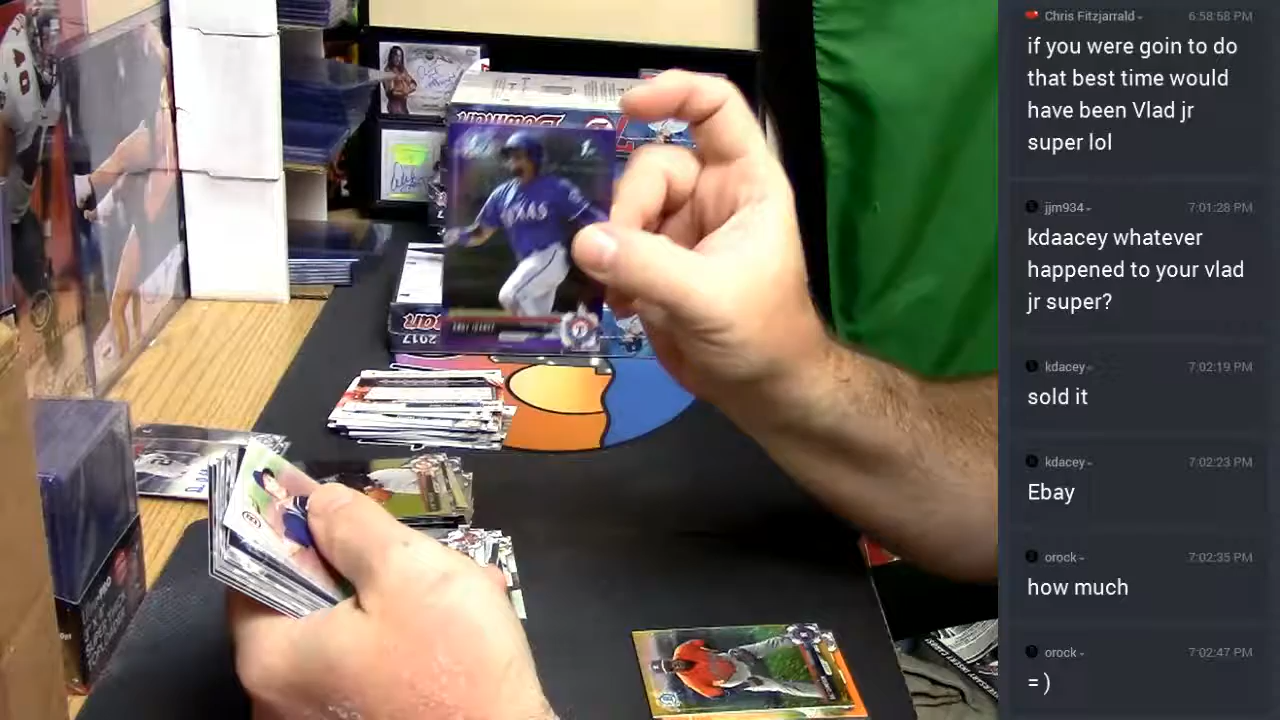 Chris Fitzjarrald
6:58:58 PM
if you were goin to do
that best time would
have been Vlad jr
super lol
jjm934
7:01:28 PM
kdaacey whatever
happened to your vlad
jr super?
kdacey
7:02:19 PM
sold it
kdacey
7:02:23 PM
Ebay
orock
7:02:35 PM
how much
orock
7:02:47 PM
= )
Bowman
TEXAS
2017